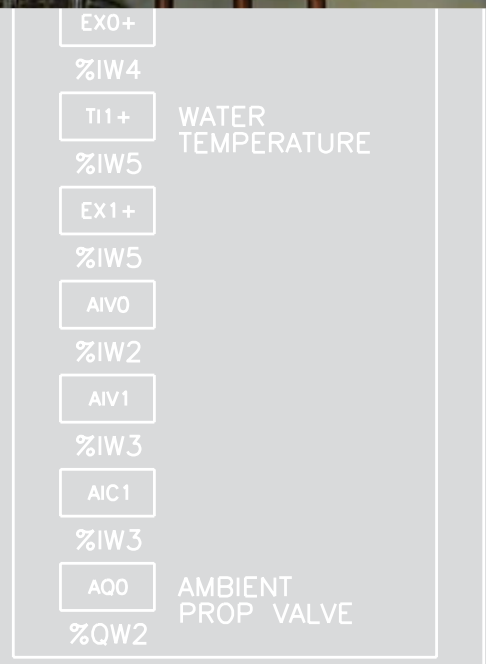 EX0+
%IW4
TI1+
WATER
TEMPERATURE
%IW5
EX1+
%IW5
AIV0
%IW2
AIV1
%IW3
AIC1
%IW3
AQ0
AMBIENT
PROP VALVE
%QW2